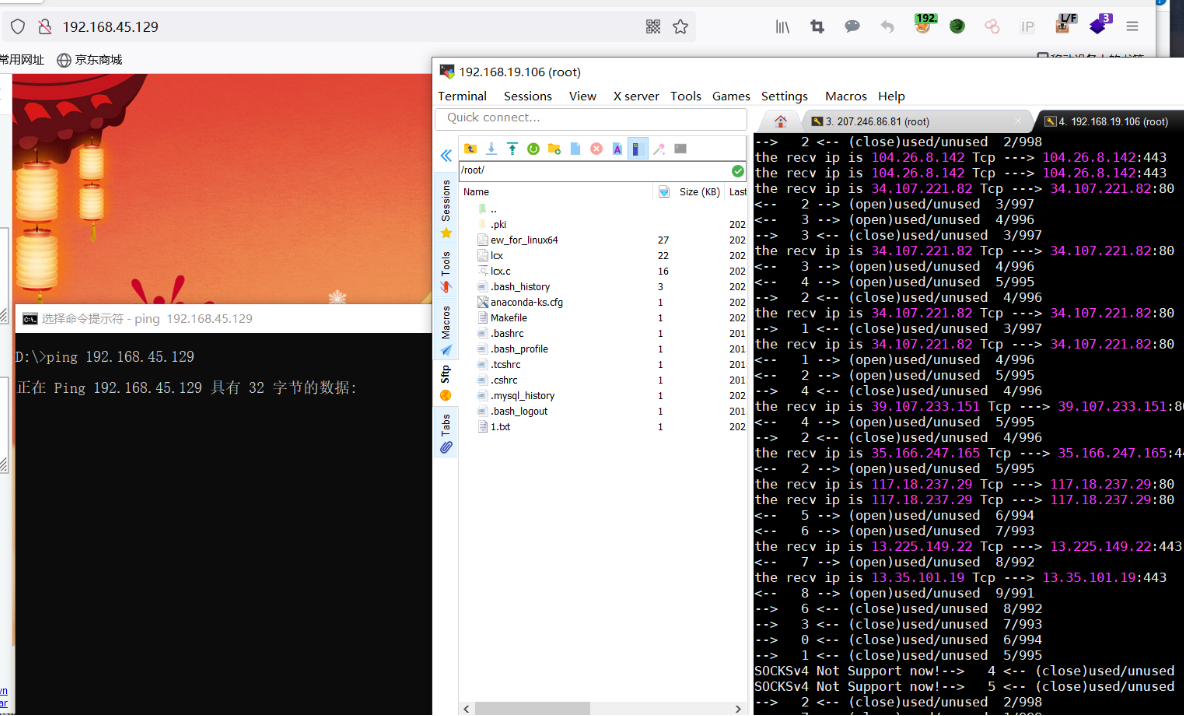 192.168.45.129
192.
IP
L/F
3
常用网址
京东商城
192.168.19.106 (root)
Terminal Sessions View X server Tools Games Settings Macros Help
Quick connect...
3. 207.246.86.81 (root)
4. 192.168.19.106 (root)
/root/
Name Size (KB) Last
..
.pki 202
ew_for_linux64 27 202
lcx 22 202
lcx.c 16 202
.bash_history 3 202
anaconda-ks.cfg 1 202
Makefile 1 202
.bashrc 1 201
.bash_profile 1 201
.tcshrc 1 201
.cshrc 1 201
.mysql_history 1 202
.bash_logout 1 201
1.txt 1 202
Sessions
Tools
Macros
Sftp
Tabs
选择命令提示符 - ping 192.168.45.129
D:\>ping 192.168.45.129
正在 Ping 192.168.45.129 具有 32 字节的数据:
--> 2 <-- (close)used/unused 2/998
the recv ip is 104.26.8.142 Tcp ---> 104.26.8.142:443
the recv ip is 104.26.8.142 Tcp ---> 104.26.8.142:443
the recv ip is 34.107.221.82 Tcp ---> 34.107.221.82:80
<-- 2 --> (open)used/unused 3/997
<-- 3 --> (open)used/unused 4/996
--> 3 <-- (close)used/unused 3/997
the recv ip is 34.107.221.82 Tcp ---> 34.107.221.82:80
<-- 3 --> (open)used/unused 4/996
<-- 4 --> (open)used/unused 5/995
--> 2 <-- (close)used/unused 4/996
the recv ip is 34.107.221.82 Tcp ---> 34.107.221.82:80
--> 1 <-- (close)used/unused 3/997
the recv ip is 34.107.221.82 Tcp ---> 34.107.221.82:80
<-- 1 --> (open)used/unused 4/996
<-- 2 --> (open)used/unused 5/995
--> 4 <-- (close)used/unused 4/996
the recv ip is 39.107.233.151 Tcp ---> 39.107.233.151:80
<-- 4 --> (open)used/unused 5/995
--> 2 <-- (close)used/unused 4/996
the recv ip is 35.166.247.165 Tcp ---> 35.166.247.165:44
<-- 2 --> (open)used/unused 5/995
the recv ip is 117.18.237.29 Tcp ---> 117.18.237.29:80
the recv ip is 117.18.237.29 Tcp ---> 117.18.237.29:80
<-- 5 --> (open)used/unused 6/994
<-- 6 --> (open)used/unused 7/993
the recv ip is 13.225.149.22 Tcp ---> 13.225.149.22:443
<-- 7 --> (open)used/unused 8/992
the recv ip is 13.35.101.19 Tcp ---> 13.35.101.19:443
<-- 8 --> (open)used/unused 9/991
--> 6 <-- (close)used/unused 8/992
--> 3 <-- (close)used/unused 7/993
--> 0 <-- (close)used/unused 6/994
--> 1 <-- (close)used/unused 5/995
SOCKSv4 Not Support now!--> 4 <-- (close)used/unused
SOCKSv4 Not Support now!--> 5 <-- (close)used/unused
--> 2 <-- (close)used/unused 2/998